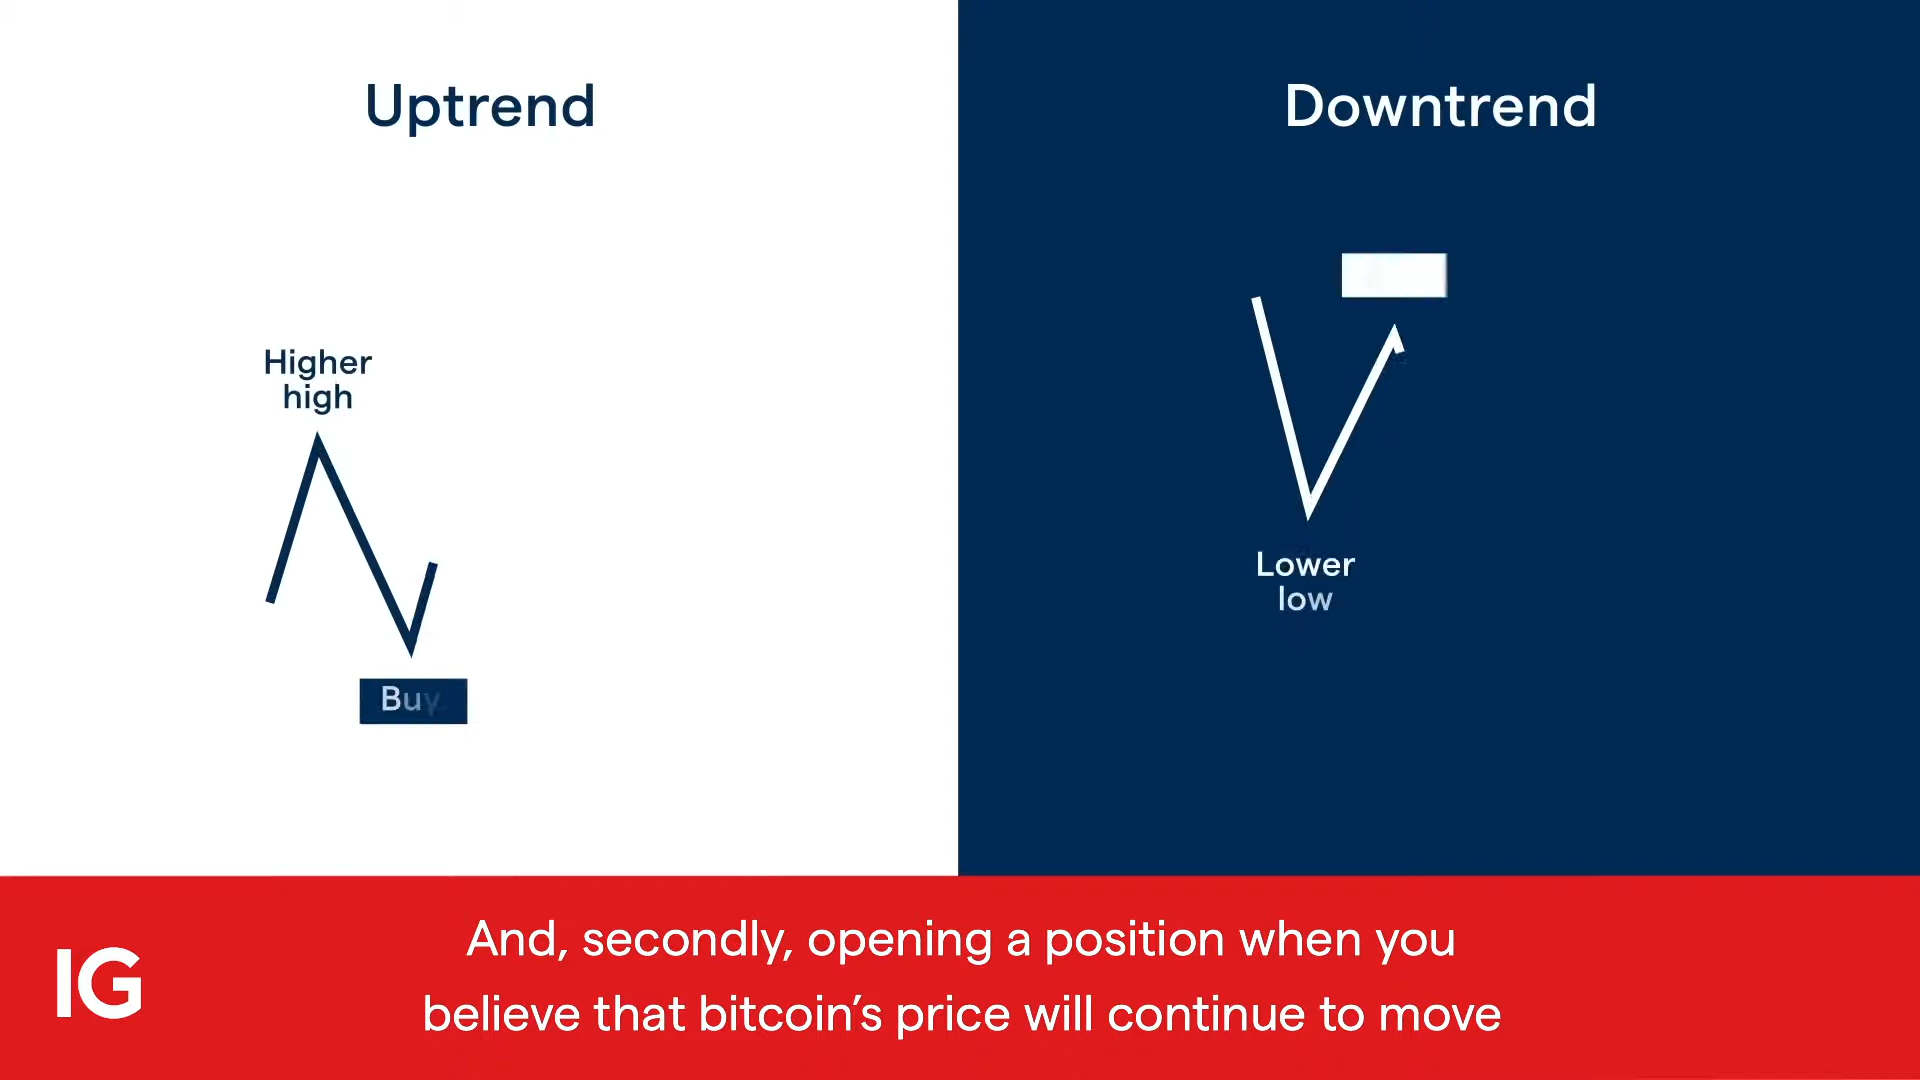 Uptrend
Higher
high
Buy
Downtrend
Lower
low
IG
And, secondly, opening a position when you
believe that bitcoin’s price will continue to move